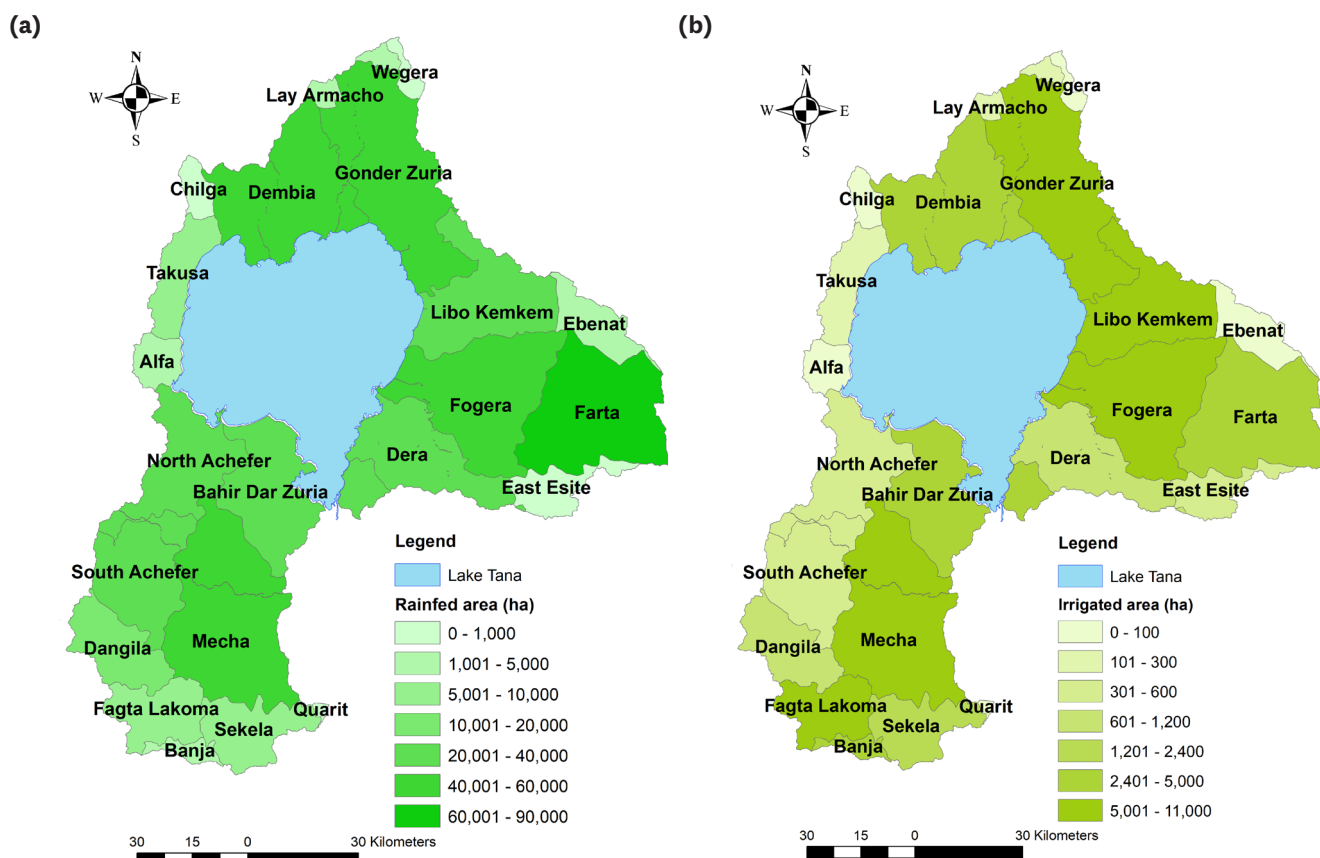 (a)
N
W E
S
Wegera
Lay Armacho
Gonder Zuria
Chilga
Dembia
Takusa
Libo Kemkem
Ebenat
Alfa
Fogera
Farta
North Achefer
Dera
Bahir Dar Zuria
East Esite
South Achefer
Mecha
Dangila
Fagta Lakoma
Quarit
Sekela
Banja
Legend
Lake Tana
Rainfed area (ha)
0 - 1,000
1,001 - 5,000
5,001 - 10,000
10,001 - 20,000
20,001 - 40,000
40,001 - 60,000
60,001 - 90,000
30 15 0 30 Kilometers
(b)
N
W E
S
Wegera
Lay Armacho
Gonder Zuria
Chilga
Dembia
Takusa
Libo Kemkem
Ebenat
Alfa
Fogera
Farta
North Achefer
Dera
Bahir Dar Zuria
East Esite
South Achefer
Mecha
Dangila
Fagta Lakoma
Quarit
Sekela
Banja
Legend
Lake Tana
Irrigated area (ha)
0 - 100
101 - 300
301 - 600
601 - 1,200
1,201 - 2,400
2,401 - 5,000
5,001 - 11,000
30 15 0 30 Kilometers